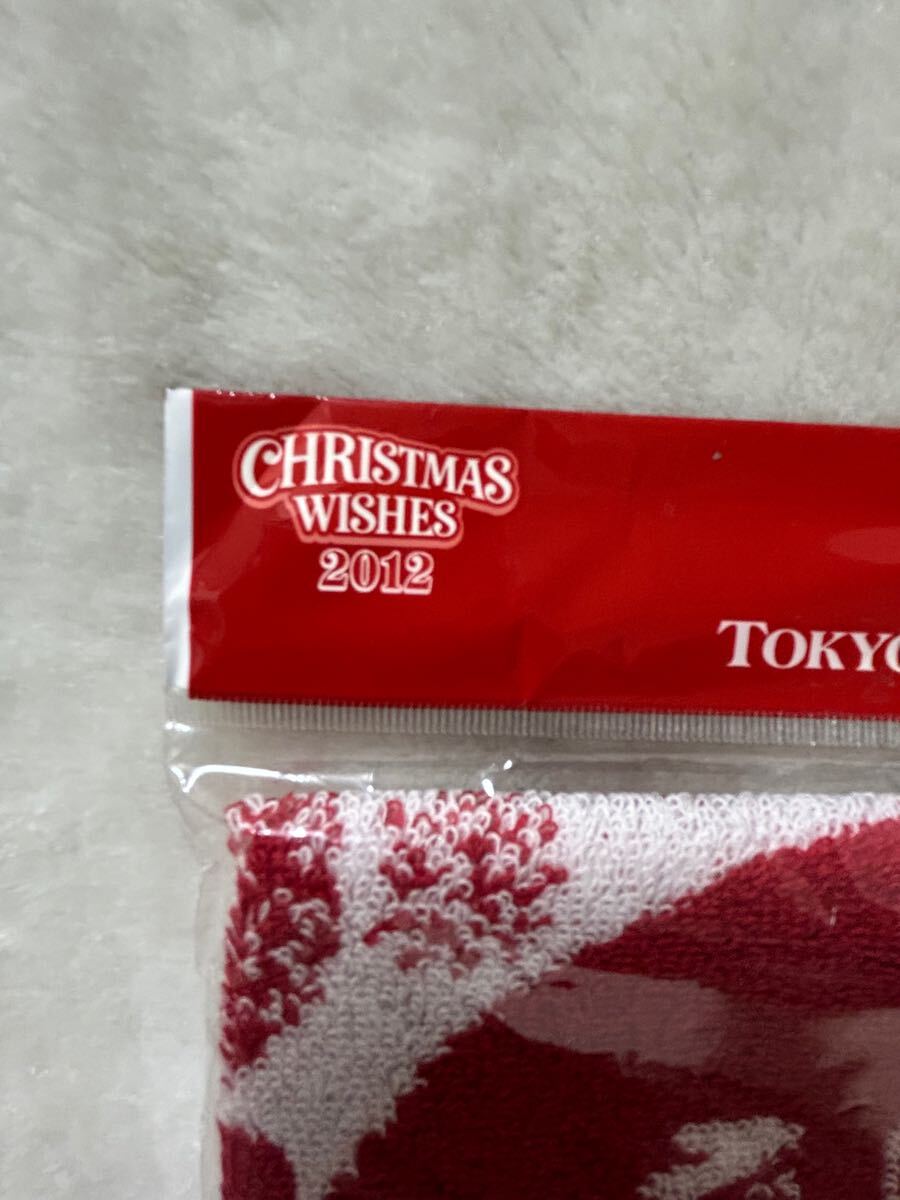 CHRISTMAS
WISHES
2012
TOKYO